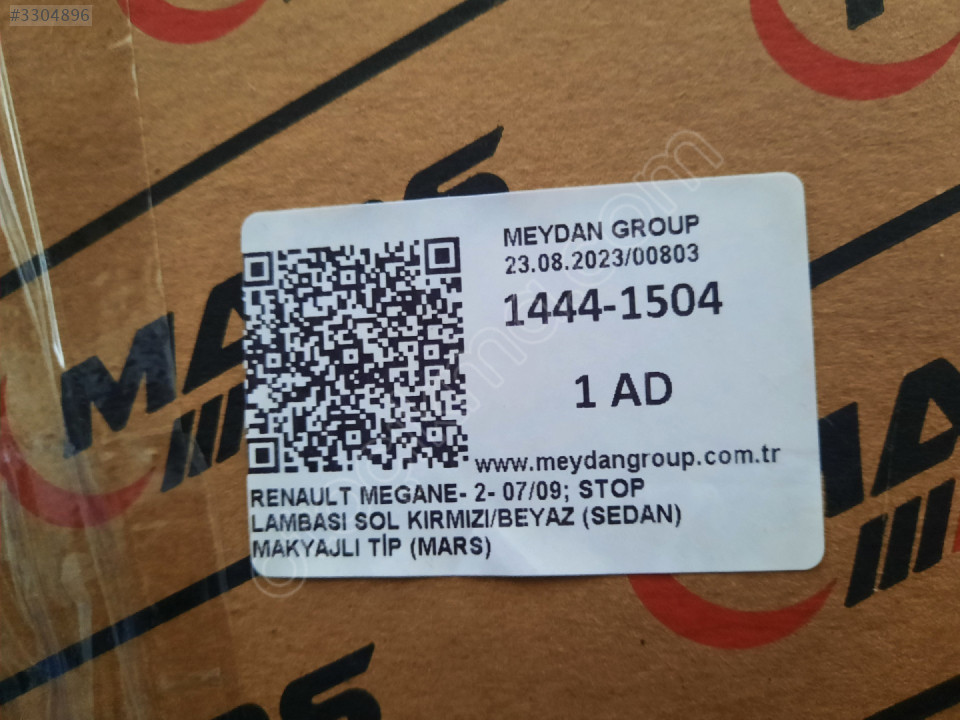 #3304896
MARS
MEYDAN GROUP
23.08.2023/00803
1444-1504
1 AD
www.meydangroup.com.tr
RENAULT MEGANE- 2- 07/09; STOP
LAMBASI SOL KIRMIZI/BEYAZ (SEDAN)
MAKYAJLI TİP (MARS)